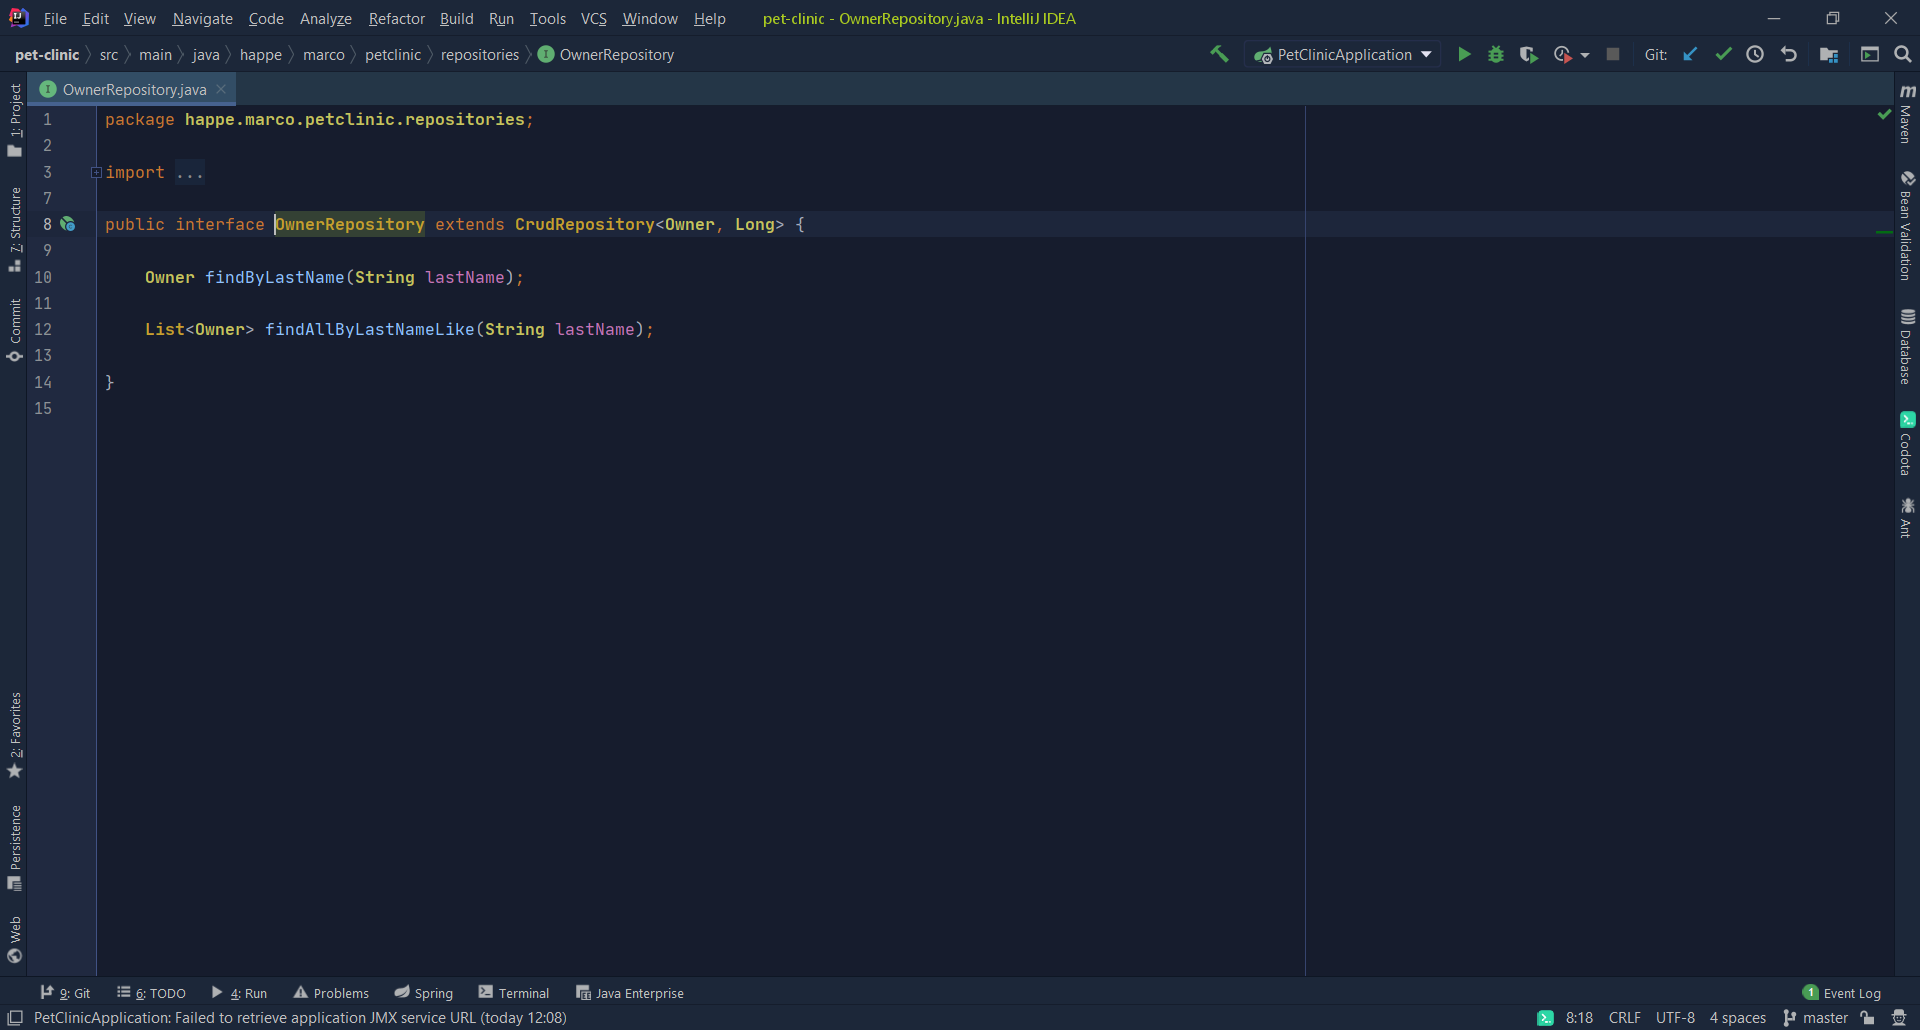 File Edit View Navigate Code Analyze Refactor Build Run Tools VCS Window Help pet-clinic - OwnerRepository.java - IntelliJ IDEA
pet-clinic src main java happe marco petclinic repositories I OwnerRepository PetClinicApplication Git:
I OwnerRepository.java
1 package happe.marco.petclinic.repositories;
2
3 import ...
7
8 public interface OwnerRepository extends CrudRepository<Owner, Long> {
9
10 Owner findByLastName(String lastName);
11
12 List<Owner> findAllByLastNameLike(String lastName);
13
14 }
15
1: Project
7: Structure
Commit
2: Favorites
Persistence
Web
m Maven
Bean Validation
Database
Codota
Ant
9: Git 6: TODO 4: Run Problems Spring Terminal Java Enterprise 1 Event Log
PetClinicApplication: Failed to retrieve application JMX service URL (today 12:08) 8:18 CRLF UTF-8 4 spaces master